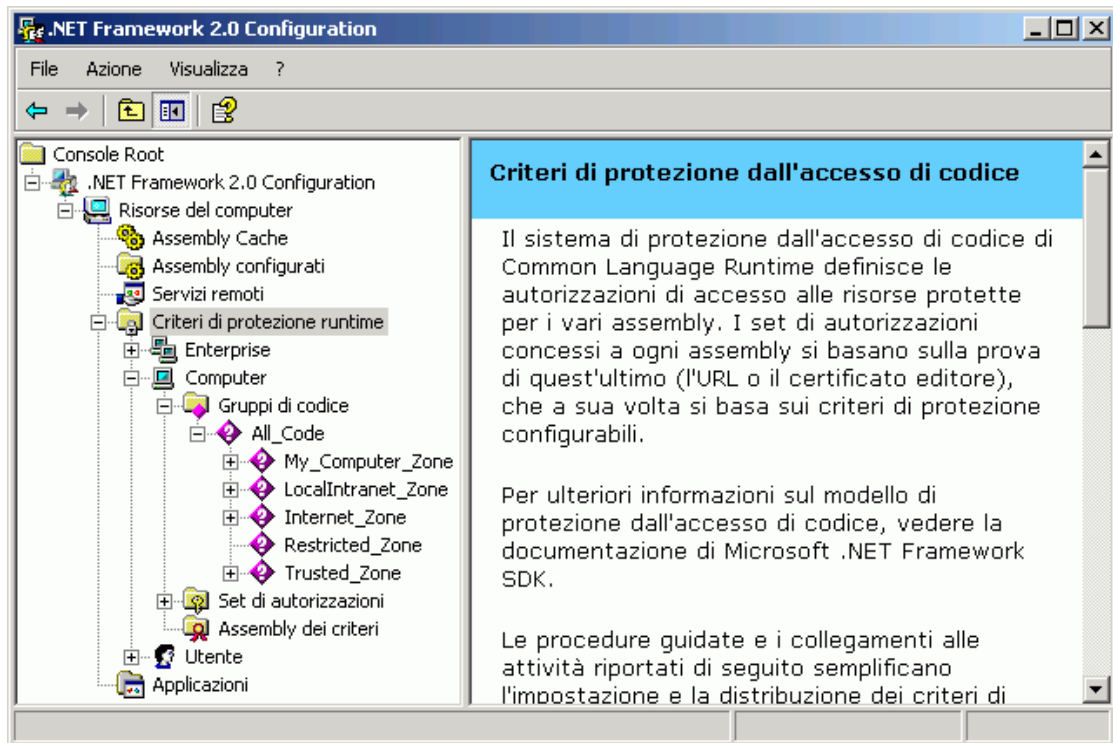 .NET Framework 2.0 Configuration
File Azione Visualizza ?
Console Root
.NET Framework 2.0 Configuration
Risorse del computer
Assembly Cache
Assembly configurati
Servizi remoti
Criteri di protezione runtime
Enterprise
Computer
Gruppi di codice
All_Code
My_Computer_Zone
LocalIntranet_Zone
Internet_Zone
Restricted_Zone
Trusted_Zone
Set di autorizzazioni
Assembly dei criteri
Utente
Applicazioni
Criteri di protezione dall'accesso di codice
Il sistema di protezione dall'accesso di codice di
Common Language Runtime definisce le
autorizzazioni di accesso alle risorse protette
per i vari assembly. I set di autorizzazioni
concessi a ogni assembly si basano sulla prova
di quest'ultimo (l'URL o il certificato editore),
che a sua volta si basa sui criteri di protezione
configurabili.
Per ulteriori informazioni sul modello di
protezione dall'accesso di codice, vedere la
documentazione di Microsoft .NET Framework
SDK.
Le procedure guidate e i collegamenti alle
attività riportati di seguito semplificano
l'impostazione e la distribuzione dei criteri di